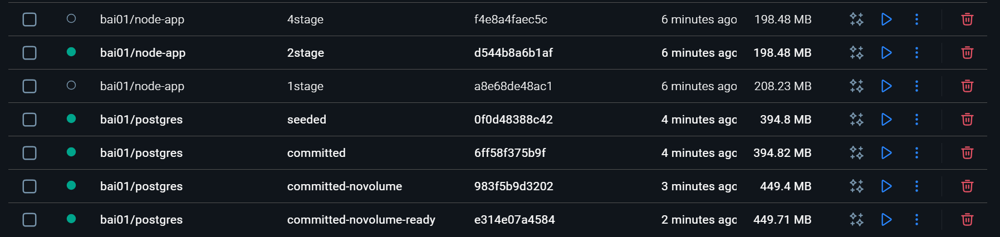 bai01/node-app 4stage f4e8a4faec5c 6 minutes ago 198.48 MB
bai01/node-app 2stage d544b8a6b1af 6 minutes ago 198.48 MB
bai01/node-app 1stage a8e68de48ac1 6 minutes ago 208.23 MB
bai01/postgres seeded 0f0d48388c42 4 minutes ago 394.8 MB
bai01/postgres committed 6ff58f375b9f 4 minutes ago 394.82 MB
bai01/postgres committed-novolume 983f5b9d3202 3 minutes ago 449.4 MB
bai01/postgres committed-novolume-ready e314e07a4584 2 minutes ago 449.71 MB